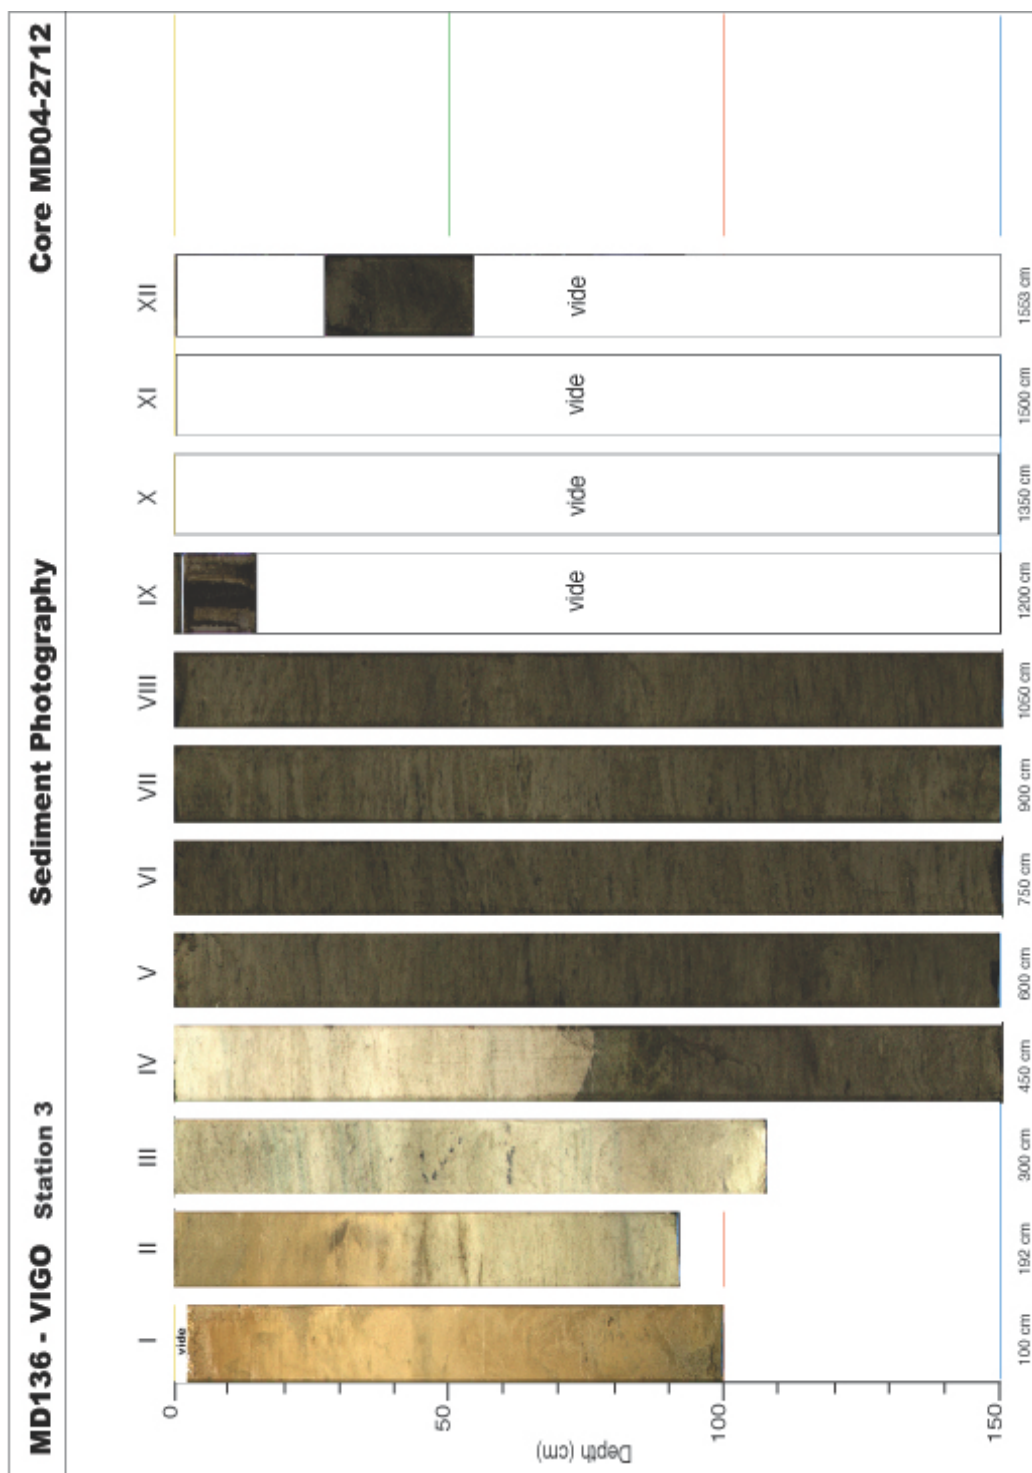 MD136 - VIGO Station 3 Sediment Photography Core MD04-2712
I II III IV V VI VII VIII IX X XI XII
vide
vide vide vide vide
0
50
100
150
Depth (cm)
100 cm 192 cm 300 cm 450 cm 600 cm 750 cm 900 cm 1050 cm 1200 cm 1350 cm 1500 cm 1553 cm